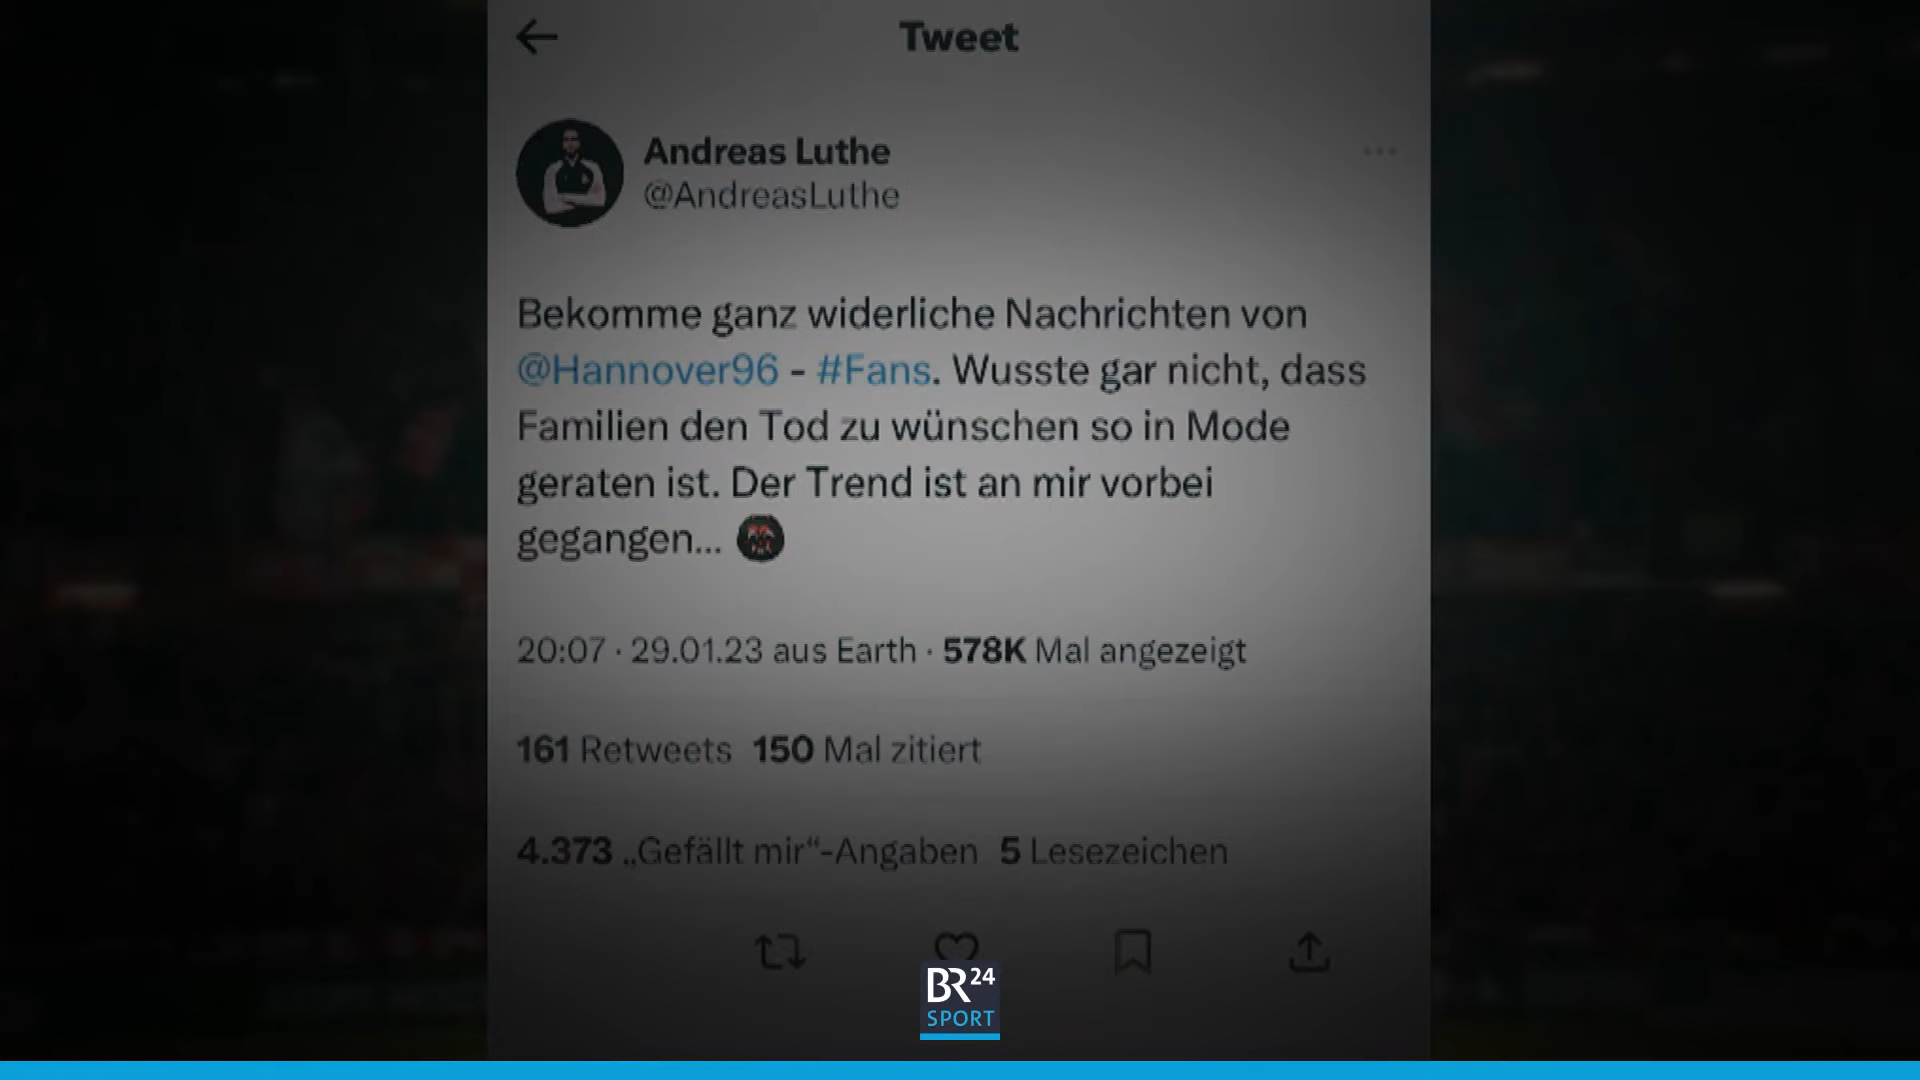 Tweet
Andreas Luthe
@AndreasLuthe
Bekomme ganz widerliche Nachrichten von
@Hannover96 - #Fans. Wusste gar nicht, dass
Familien den Tod zu wünschen so in Mode
geraten ist. Der Trend ist an mir vorbei
gegangen...
20:07 · 29.01.23 aus Earth · 578K Mal angezeigt
161 Retweets 150 Mal zitiert
4.373 „Gefällt mir“-Angaben 5 Lesezeichen
BR24
SPORT